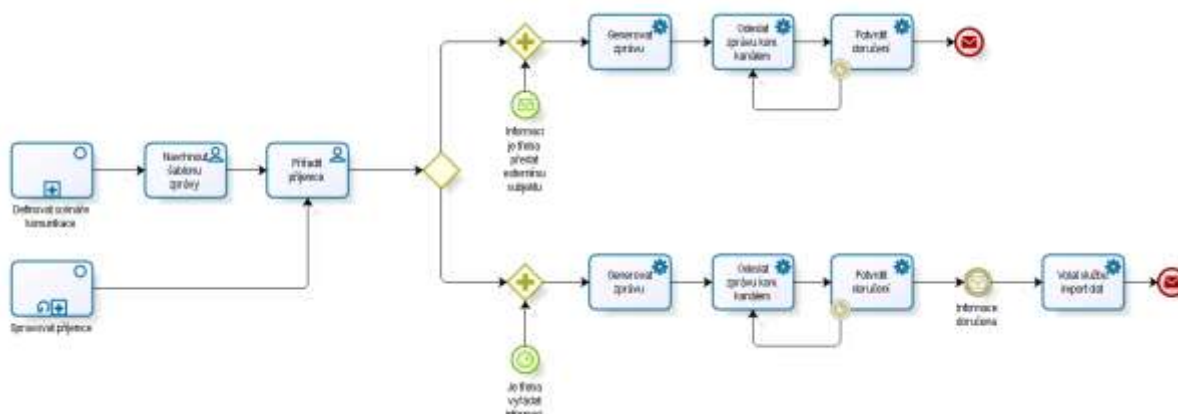 Generovat
zprávu
Odeslat
zprávu kom.
kanálem
Potvrdit
doručení
Informaci
je třeba
předat
externímu
subjektu
Navrhnout
šablonu
zprávy
Přiřadit
příjemce
Definovat scénáře
komunikace
Spravovat příjemce
Generovat
zprávu
Odeslat
zprávu kom.
kanálem
Potvrdit
doručení
Informace
doručena
Volat službu
import dat
Je třeba
vyžádat